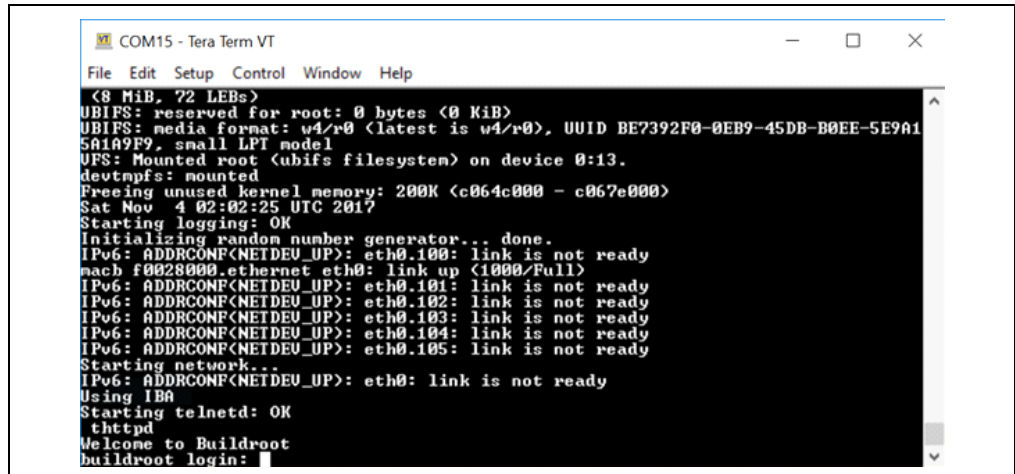 COM15 - Tera Term VT
File Edit Setup Control Window Help
(8 MiB, 72 LEBs)
UBIFS: reserved for root: 0 bytes (0 KiB)
UBIFS: media format: w4/r0 (latest is w4/r0), UUID BE7392F0-0EB9-45DB-B0EE-5E9A1
5A1A9F9, small LPT model
VFS: Mounted root (ubifs filesystem) on device 0:13.
devtmpfs: mounted
Freeing unused kernel memory: 200K (c064c000 - c067e000)
Sat Nov  4 02:02:25 UTC 2017
Starting logging: OK
Initializing random number generator... done.
IPv6: ADDRCONF(NETDEV_UP): eth0.100: link is not ready
macb f0028000.ethernet eth0: link up (1000/Full)
IPv6: ADDRCONF(NETDEV_UP): eth0.101: link is not ready
IPv6: ADDRCONF(NETDEV_UP): eth0.102: link is not ready
IPv6: ADDRCONF(NETDEV_UP): eth0.103: link is not ready
IPv6: ADDRCONF(NETDEV_UP): eth0.104: link is not ready
IPv6: ADDRCONF(NETDEV_UP): eth0.105: link is not ready
Starting network...
IPv6: ADDRCONF(NETDEV_UP): eth0: link is not ready
Using IBA
Starting telnetd: OK
thttpd
Welcome to Buildroot
buildroot login: